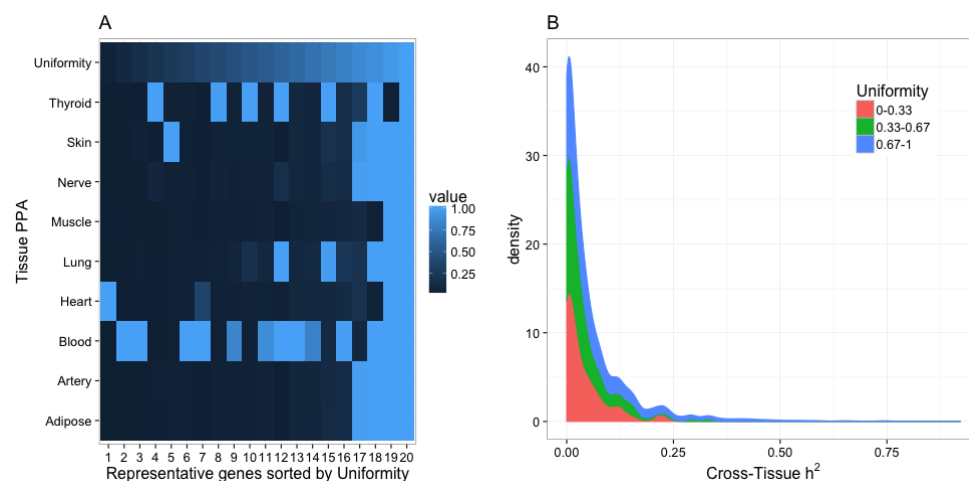 A
Uniformity
Thyroid
Skin
Nerve
Muscle
Lung
Heart
Blood
Artery
Adipose
Tissue PPA
1 2 3 4 5 6 7 8 9 10 11 12 13 14 15 16 17 18 19 20
Representative genes sorted by Uniformity
value
1.00
0.75
0.50
0.25
B
40
30
20
10
0
density
0.00 0.25 0.50 0.75
Cross-Tissue h²
Uniformity
0-0.33
0.33-0.67
0.67-1